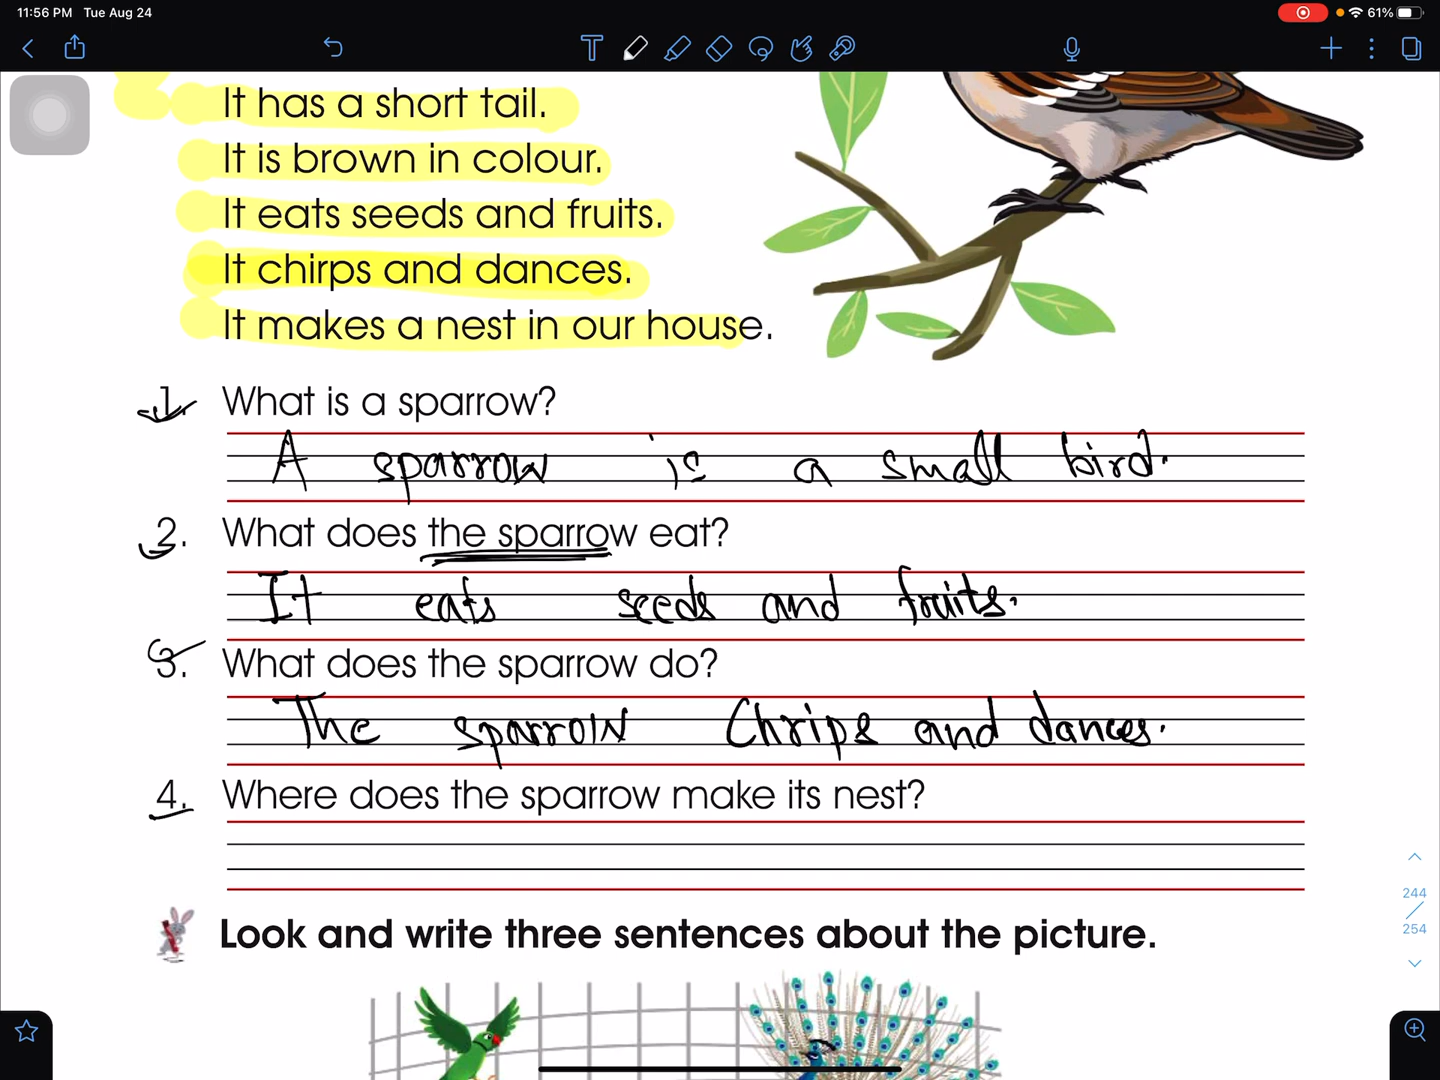 11:56 PM Tue Aug 24
61%
It has a short tail.
It is brown in colour.
It eats seeds and fruits.
It chirps and dances.
It makes a nest in our house.
1. What is a sparrow?
A sparrow is a small bird.
2. What does the sparrow eat?
It eats seeds and fruits.
3. What does the sparrow do?
The sparrow Chrips and dances.
4. Where does the sparrow make its nest?
244
254
Look and write three sentences about the picture.